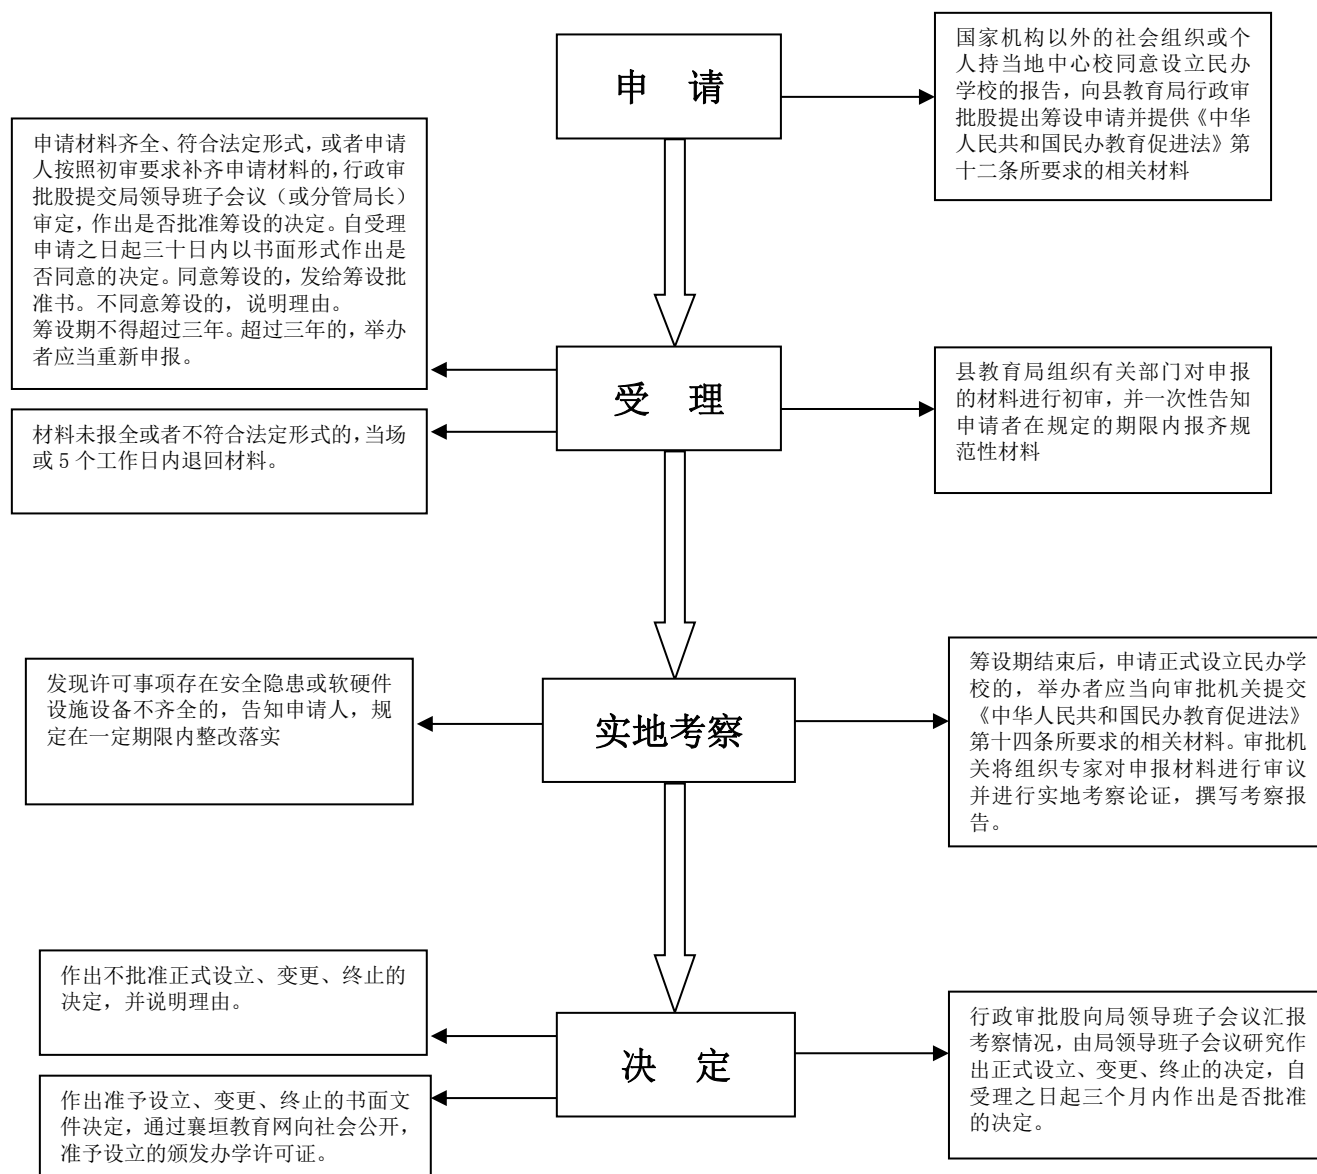 申 请
国家机构以外的社会组织或个
人持当地中心校同意设立民办
学校的报告，向县教育局行政审
批股提出筹设申请并提供《中华
人民共和国民办教育促进法》第
十二条所要求的相关材料
申请材料齐全、符合法定形式，或者申请
人按照初审要求补齐申请材料的，行政审
批股提交局领导班子会议（或分管局长）
审定，作出是否批准筹设的决定。自受理
申请之日起三十日内以书面形式作出是
否同意的决定。同意筹设的，发给筹设批
准书。不同意筹设的，说明理由。
筹设期不得超过三年。超过三年的，举办
者应当重新申报。
受 理
县教育局组织有关部门对申报
的材料进行初审，并一次性告知
申请者在规定的期限内报齐规
范性材料
材料未报全或者不符合法定形式的，当场
或 5 个工作日内退回材料。
发现许可事项存在安全隐患或软硬件
设施设备不齐全的，告知申请人，规
定在一定期限内整改落实
实地考察
筹设期结束后，申请正式设立民办学
校的，举办者应当向审批机关提交
《中华人民共和国民办教育促进法》
第十四条所要求的相关材料。审批机
关将组织专家对申报材料进行审议
并进行实地考察论证，撰写考察报
告。
作出不批准正式设立、变更、终止的
决定，并说明理由。
决 定
行政审批股向局领导班子会议汇报
考察情况，由局领导班子会议研究作
出正式设立、变更、终止的决定，自
受理之日起三个月内作出是否批准
的决定。
作出准予设立、变更、终止的书面文
件决定，通过襄垣教育网向社会公开，
准予设立的颁发办学许可证。